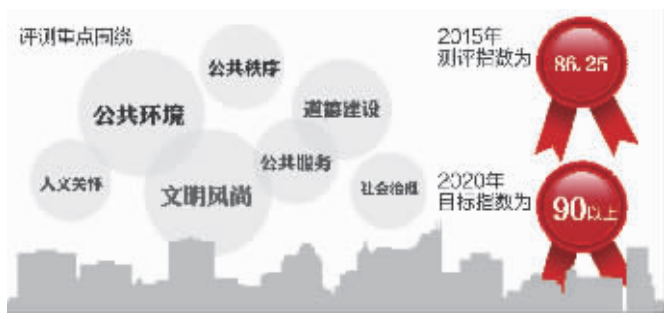 评测重点围绕
公共秩序
公共环境
道德建设
公共服务
人文关怀
文明风尚
社会治理
2015年
测评指数为
86.25
2020年
目标指数为
90以上